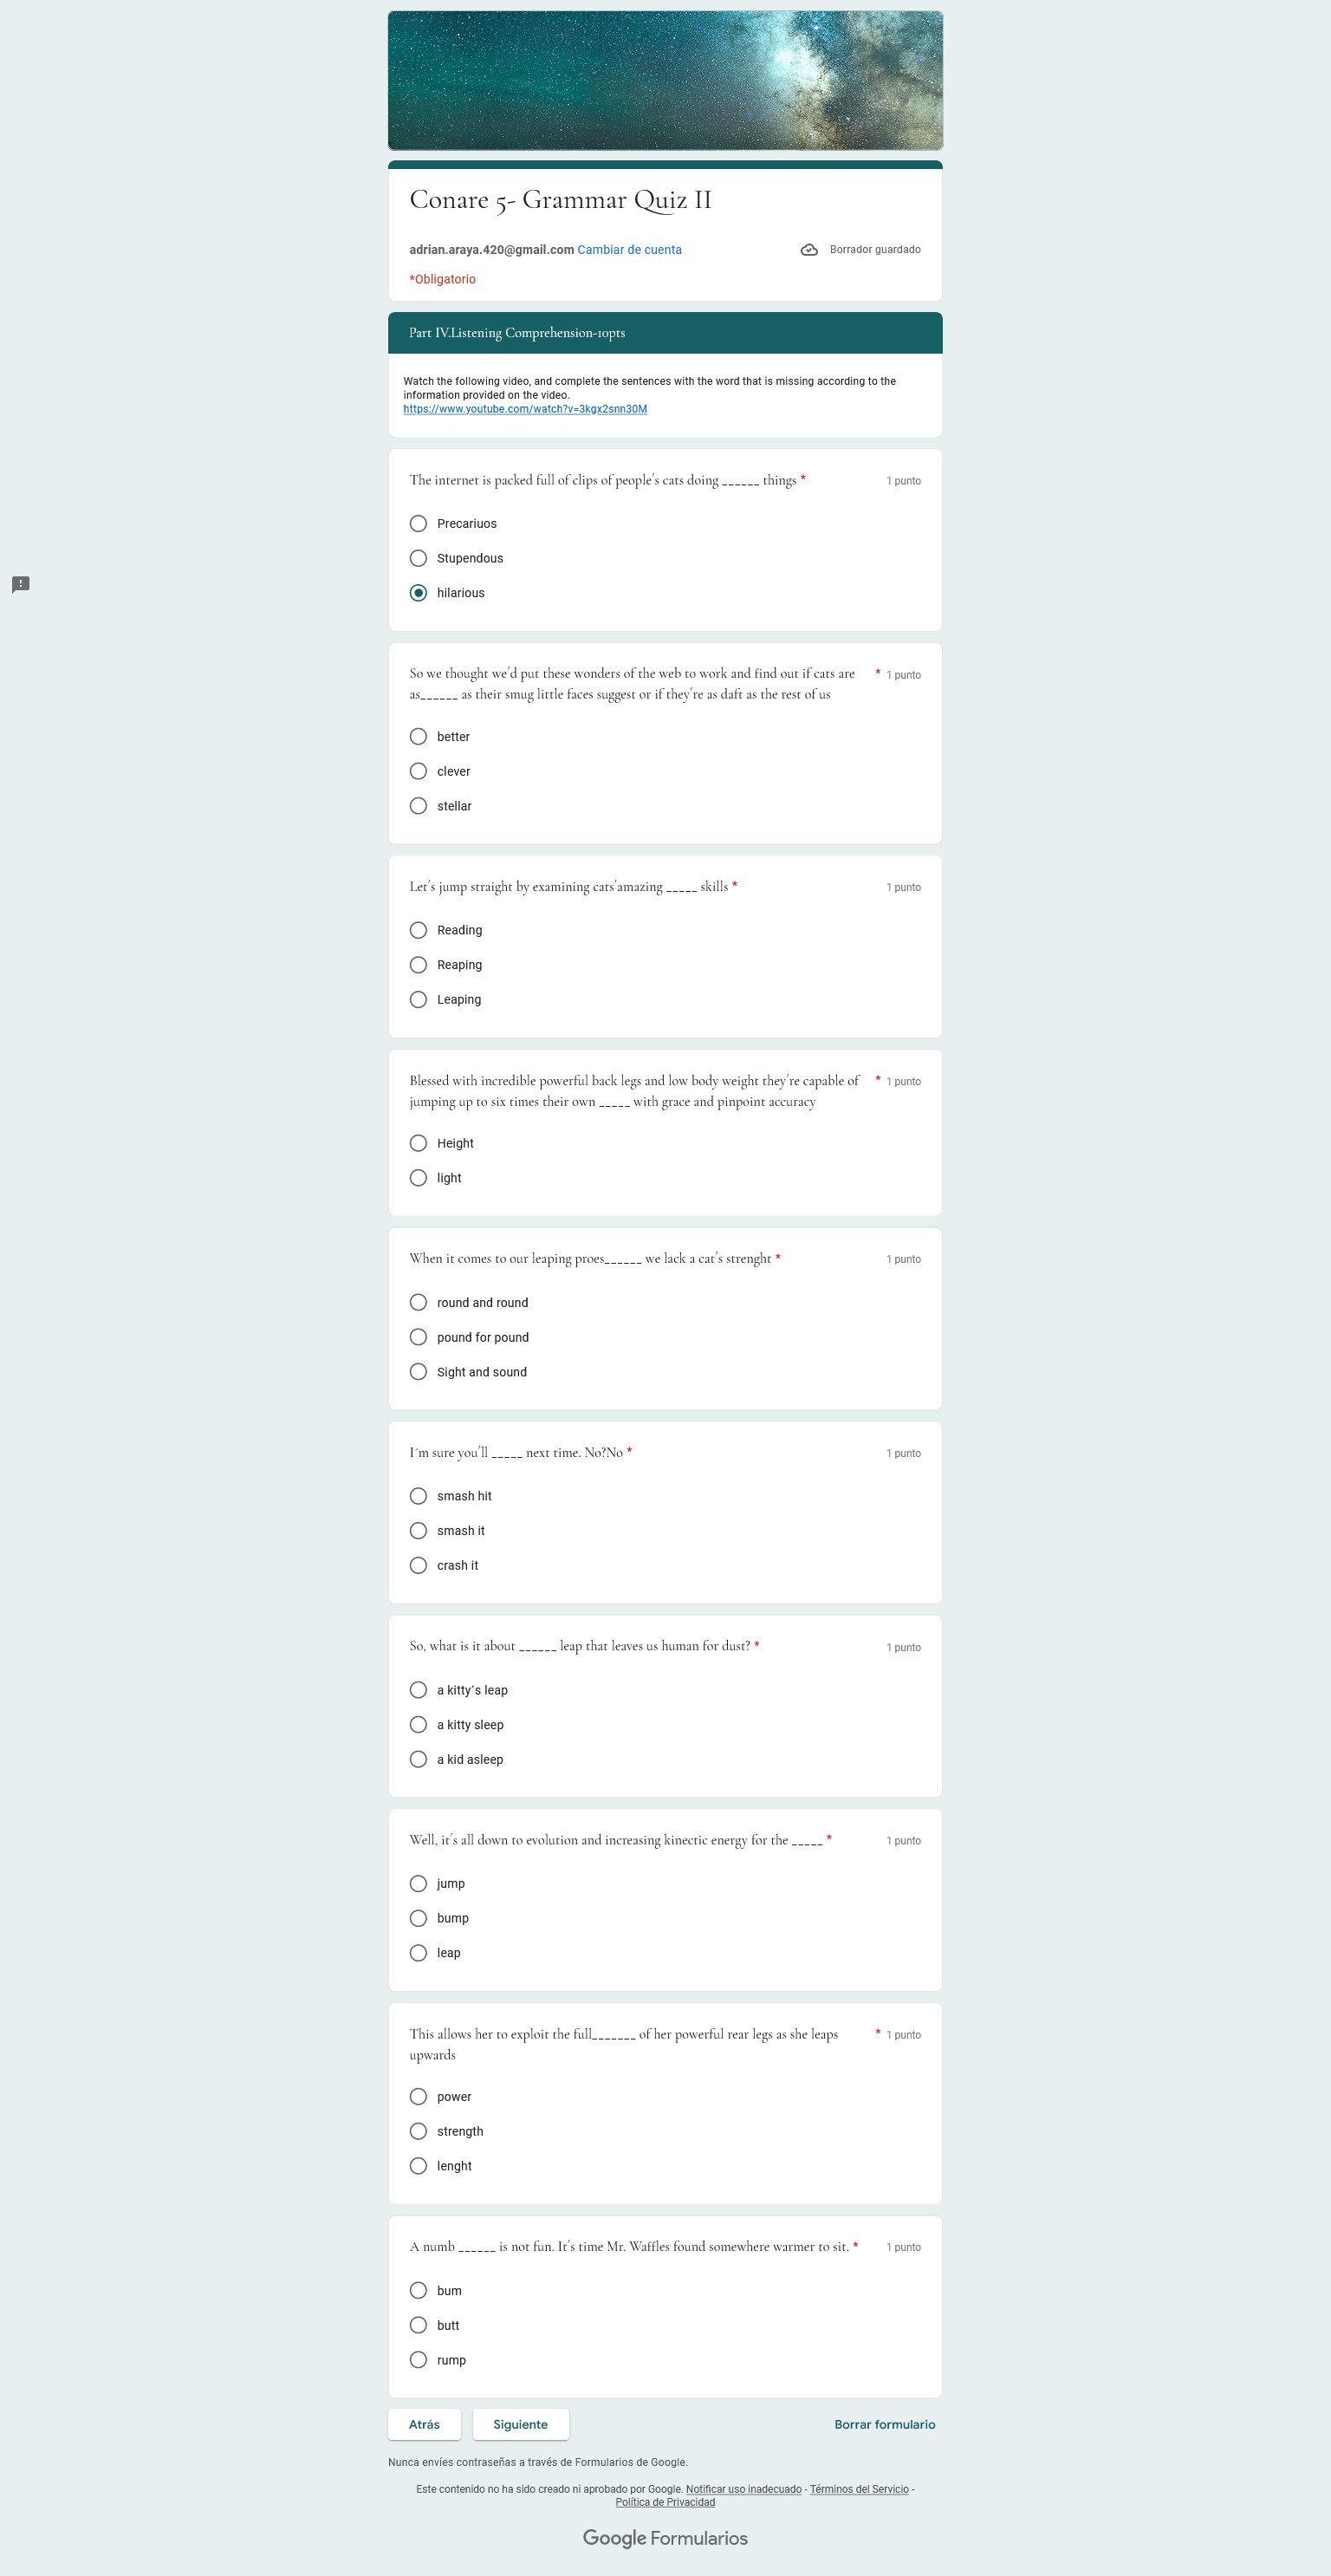 Conare 5- Grammar Quiz II
adrian.araya.420@gmail.com Cambiar de cuenta
Borrador guardado
*Obligatorio
Part IV.Listening Comprehension-10pts
Watch the following video, and complete the sentences with the word that is missing according to the
information provided on the video.
https://www.youtube.com/watch?v=3kgx2snn30M
The internet is packed full of clips of people´s cats doing ______ things *
1 punto
Precariuos
Stupendous
hilarious
So we thought we´d put these wonders of the web to work and find out if cats are
as______ as their smug little faces suggest or if they´re as daft as the rest of us
* 1 punto
better
clever
stellar
Let´s jump straight by examining cats´amazing _____ skills *
1 punto
Reading
Reaping
Leaping
Blessed with incredible powerful back legs and low body weight they´re capable of
jumping up to six times their own _____ with grace and pinpoint accuracy
* 1 punto
Height
light
When it comes to our leaping proes______ we lack a cat´s strenght *
1 punto
round and round
pound for pound
Sight and sound
I´m sure you´ll _____ next time. No?No *
1 punto
smash hit
smash it
crash it
So, what is it about ______ leap that leaves us human for dust? *
1 punto
a kitty´s leap
a kitty sleep
a kid asleep
Well, it´s all down to evolution and increasing kinectic energy for the _____ *
1 punto
jump
bump
leap
This allows her to exploit the full_______ of her powerful rear legs as she leaps
upwards
* 1 punto
power
strength
lenght
A numb ______ is not fun. It´s time Mr. Waffles found somewhere warmer to sit. *
1 punto
bum
butt
rump
Atrás
Siguiente
Borrar formulario
Nunca envíes contraseñas a través de Formularios de Google.
Este contenido no ha sido creado ni aprobado por Google. Notificar uso inadecuado - Términos del Servicio -
Política de Privacidad
Google Formularios